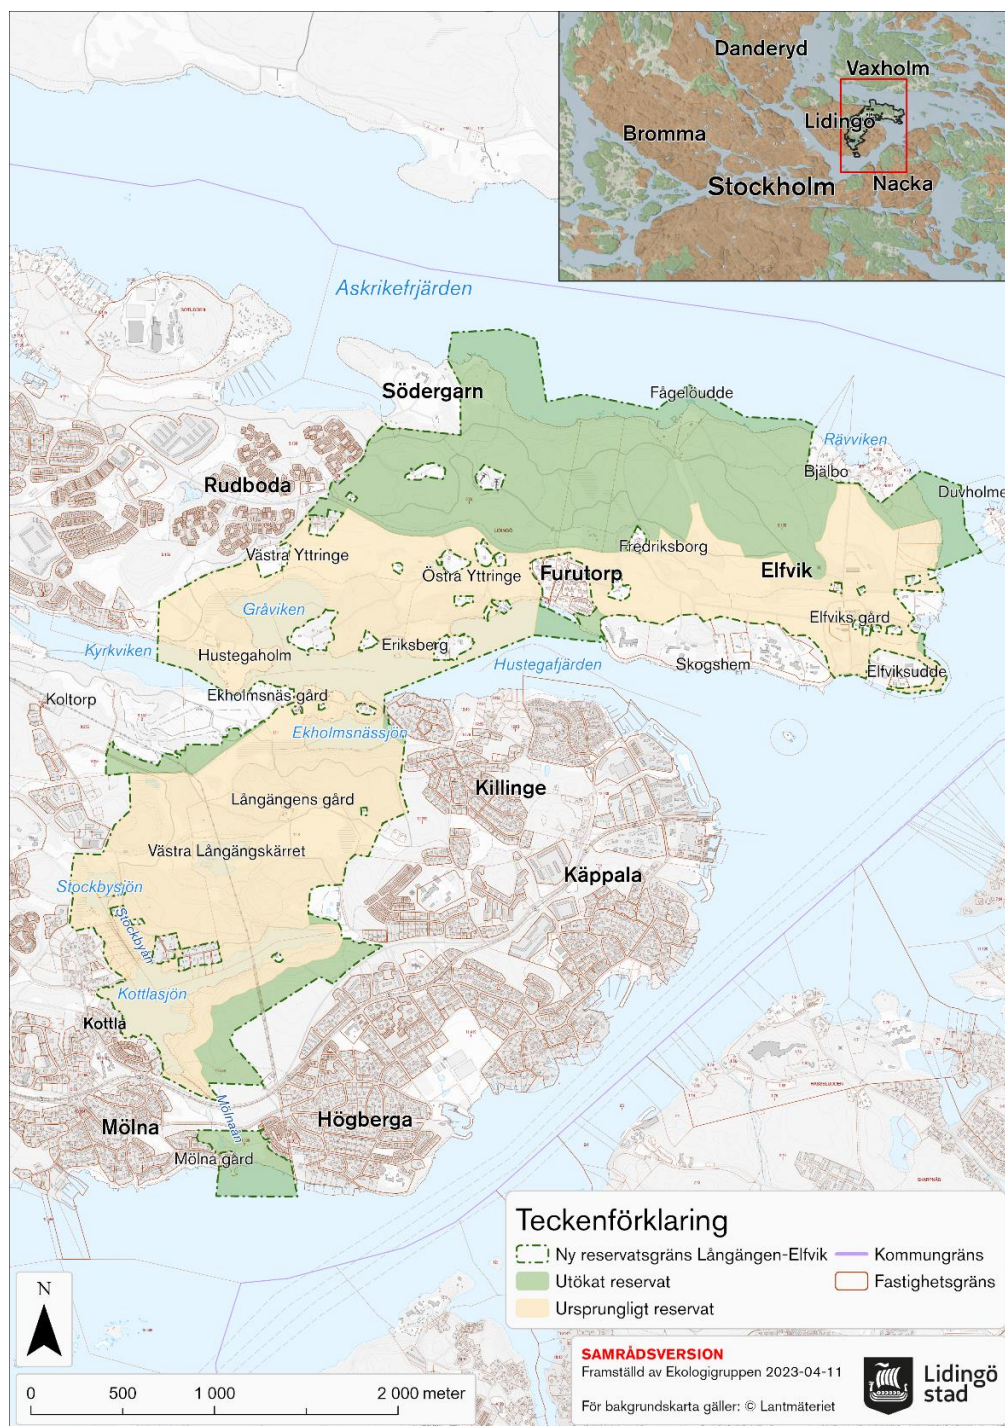 Danderyd
Vaxholm
Lidingö
Bromma
Stockholm
Nacka
Askrikefjärden
Södergarn
Fågelöudde
Rävviken
Bjälbo
Rudboda
Duvholme
Västra Yttringe
Fredriksborg
Östra Yttringe
Furutorp
Elfvik
Gråviken
Elfviks gård
Kyrkviken
Hustegaholm
Eriksberg
Hustegafjärden
Skogshem
Elfviksudde
Koltorp
Ekholmsnäs gård
Ekholmsnässjön
Killinge
Långängens gård
Västra Långängskärret
Käppala
Stockbysjön
Stockbyån
Kottlasjön
Kottla
Mölnaån
Mölna
Högberga
Mölna gård
Teckenförklaring
Ny reservatsgräns Långängen-Elfvik
Kommungräns
Utökat reservat
Fastighetsgräns
Ursprungligt reservat
N
SAMRÅDSVERSION
Framställd av Ekologigruppen 2023-04-11
För bakgrundskarta gäller: © Lantmäteriet
Lidingö
stad
0 500 1 000 2 000 meter